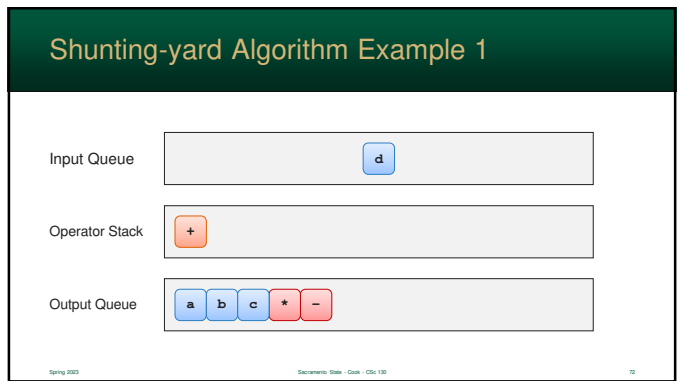 Shunting-yard Algorithm Example 1
Input Queue d
Operator Stack +
Output Queue a b c * –
Spring 2023 Sacramento State - Cook - CSc 130 72